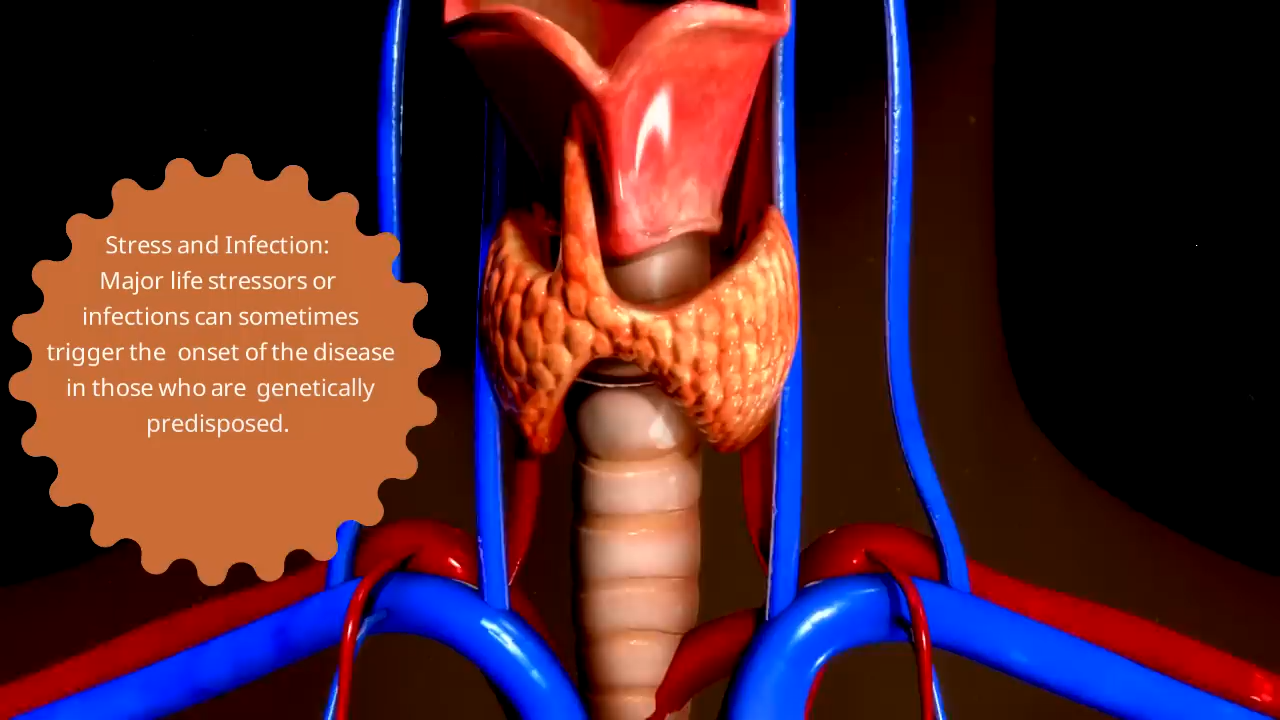 Stress and Infection:
Major life stressors or
infections can sometimes
trigger the  onset of the disease
in those who are  genetically
predisposed.